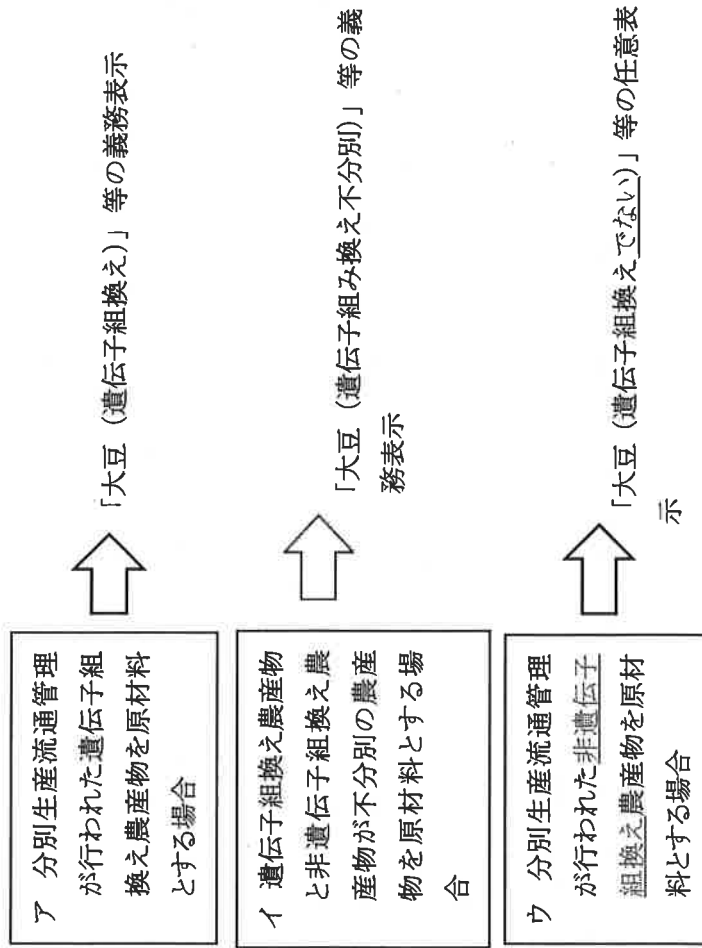 ア 分別生産流通管理
が行われた遺伝子組
換え農産物を原材料
とする場合
「大豆（遺伝子組換え）」等の義務表示
イ 遺伝子組換え農産物
と非遺伝子組換え農
産物が不分別の農産
物を原材料とする場
合
「大豆（遺伝子組み換え不分別）」等の義
務表示
ウ 分別生産流通管理
が行われた非遺伝子
組換え農産物を原材
料とする場合
「大豆（遺伝子組換えでない）」等の任意表
示